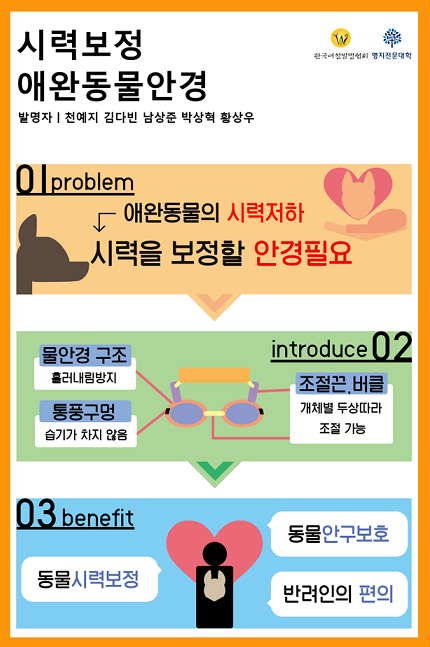 시력보정
애완동물안경
발명자 | 천예지 김다빈 남상준 박상혁 황상우
한국여성발명협회 명지전문대학
01 problem
애완동물의 시력저하
시력을 보정할 안경필요
introduce 02
물안경 구조
흘러내림방지
통풍구멍
습기가 차지 않음
조절끈,버클
개체별 두상따라
조절 가능
03 benefit
동물시력보정
동물안구보호
반려인의 편의